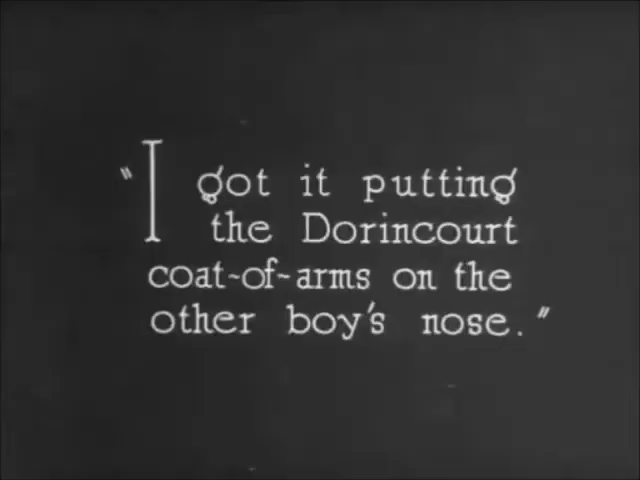 "I got it putting
the Dorincourt
coat-of-arms on the
other boy's nose."